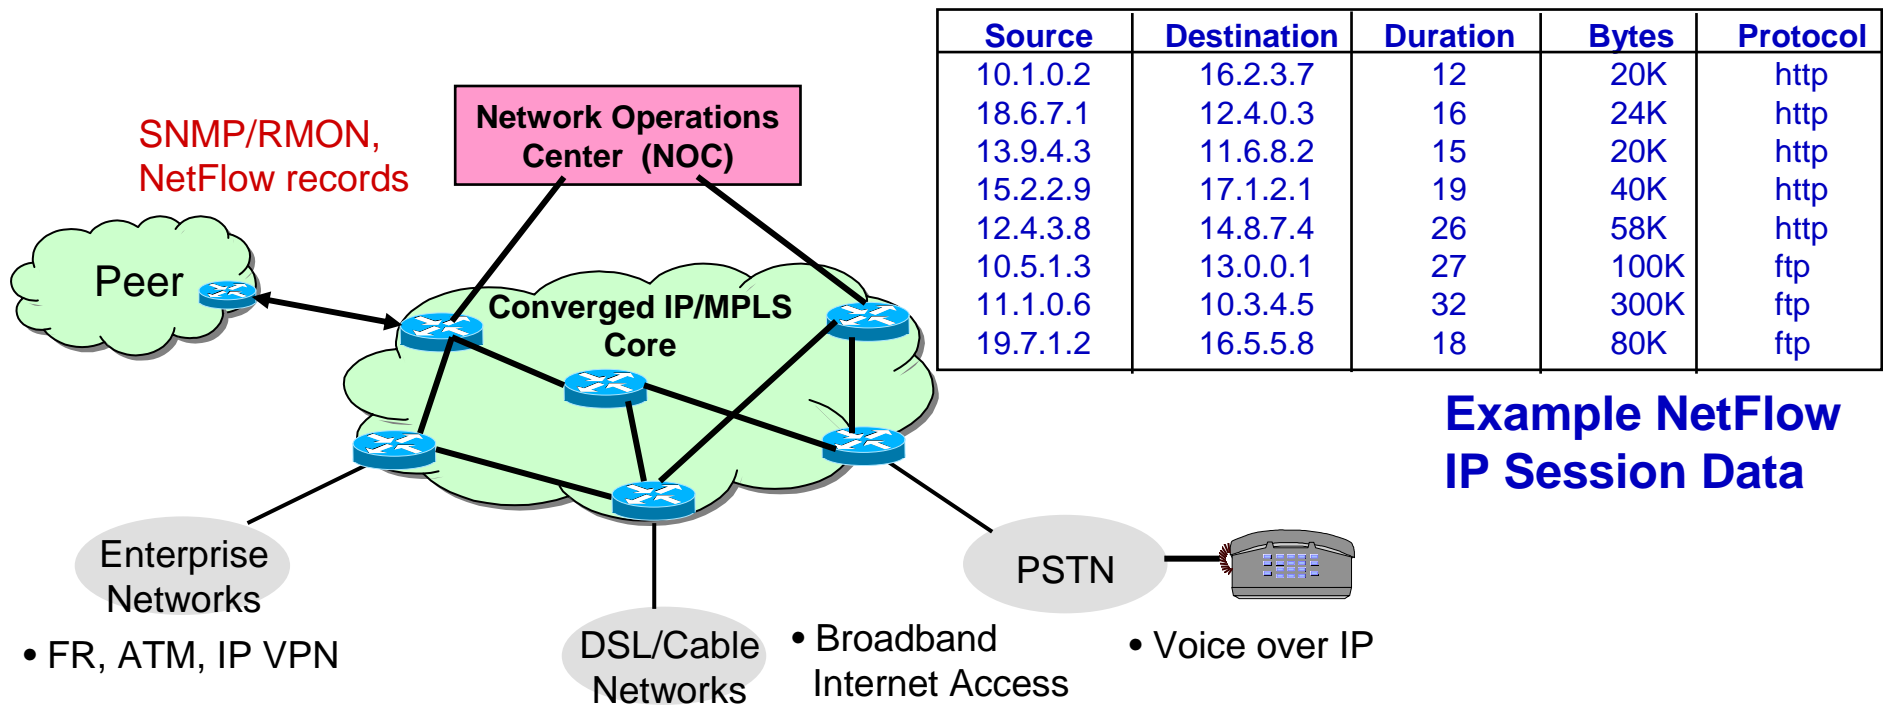 Source Destination Duration Bytes Protocol
10.1.0.2 16.2.3.7 12 20K http
18.6.7.1 12.4.0.3 16 24K http
13.9.4.3 11.6.8.2 15 20K http
15.2.2.9 17.1.2.1 19 40K http
12.4.3.8 14.8.7.4 26 58K http
10.5.1.3 13.0.0.1 27 100K ftp
11.1.0.6 10.3.4.5 32 300K ftp
19.7.1.2 16.5.5.8 18 80K ftp
Example NetFlow
IP Session Data
Network Operations
Center (NOC)
SNMP/RMON,
NetFlow records
Peer
Converged IP/MPLS
Core
Enterprise
Networks
• FR, ATM, IP VPN
DSL/Cable
Networks
• Broadband
Internet Access
PSTN
• Voice over IP